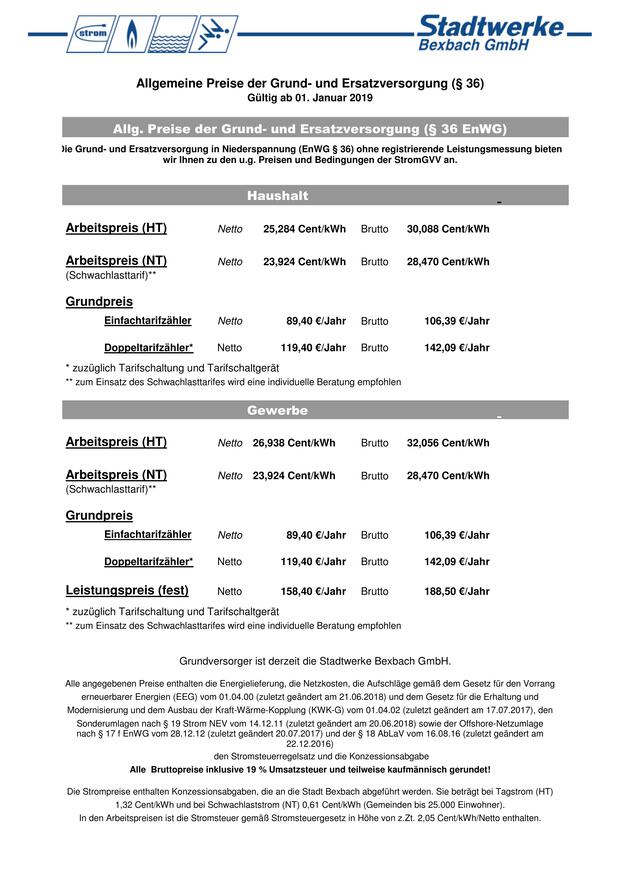 strom
Stadtwerke
Bexbach GmbH
Allgemeine Preise der Grund- und Ersatzversorgung (§ 36)
Gültig ab 01. Januar 2019
Allg. Preise der Grund- und Ersatzversorgung (§ 36 EnWG)
Die Grund- und Ersatzversorgung in Niederspannung (EnWG § 36) ohne registrierende Leistungsmessung bieten
wir Ihnen zu den u.g. Preisen und Bedingungen der StromGVV an.
Haushalt -
Arbeitspreis (HT) Netto 25,284 Cent/kWh Brutto 30,088 Cent/kWh
Arbeitspreis (NT) Netto 23,924 Cent/kWh Brutto 28,470 Cent/kWh
(Schwachlasttarif)**
Grundpreis
Einfachtarifzähler Netto 89,40 €/Jahr Brutto 106,39 €/Jahr
Doppeltarifzähler* Netto 119,40 €/Jahr Brutto 142,09 €/Jahr
* zuzüglich Tarifschaltung und Tarifschaltgerät
** zum Einsatz des Schwachlasttarifes wird eine individuelle Beratung empfohlen
Gewerbe -
Arbeitspreis (HT) Netto 26,938 Cent/kWh Brutto 32,056 Cent/kWh
Arbeitspreis (NT) Netto 23,924 Cent/kWh Brutto 28,470 Cent/kWh
(Schwachlasttarif)**
Grundpreis
Einfachtarifzähler Netto 89,40 €/Jahr Brutto 106,39 €/Jahr
Doppeltarifzähler* Netto 119,40 €/Jahr Brutto 142,09 €/Jahr
Leistungspreis (fest) Netto 158,40 €/Jahr Brutto 188,50 €/Jahr
* zuzüglich Tarifschaltung und Tarifschaltgerät
** zum Einsatz des Schwachlasttarifes wird eine individuelle Beratung empfohlen
Grundversorger ist derzeit die Stadtwerke Bexbach GmbH.
Alle angegebenen Preise enthalten die Energielieferung, die Netzkosten, die Aufschläge gemäß dem Gesetz für den Vorrang
erneuerbarer Energien (EEG) vom 01.04.00 (zuletzt geändert am 21.06.2018) und dem Gesetz für die Erhaltung und
Modernisierung und dem Ausbau der Kraft-Wärme-Kopplung (KWK-G) vom 01.04.02 (zuletzt geändert am 17.07.2017), den
Sonderumlagen nach § 19 Strom NEV vom 14.12.11 (zuletzt geändert am 20.06.2018) sowie der Offshore-Netzumlage
nach § 17 f EnWG vom 28.12.12 (zuletzt geändert 20.07.2017) und der § 18 AbLaV vom 16.08.16 (zuletzt geändert am
22.12.2016)
den Stromsteuerregelsatz und die Konzessionsabgabe
Alle Bruttopreise inklusive 19 % Umsatzsteuer und teilweise kaufmännisch gerundet!
Die Strompreise enthalten Konzessionsabgaben, die an die Stadt Bexbach abgeführt werden. Sie beträgt bei Tagstrom (HT)
1,32 Cent/kWh und bei Schwachlaststrom (NT) 0,61 Cent/kWh (Gemeinden bis 25.000 Einwohner).
In den Arbeitspreisen ist die Stromsteuer gemäß Stromsteuergesetz in Höhe von z.Zt. 2,05 Cent/kWh/Netto enthalten.